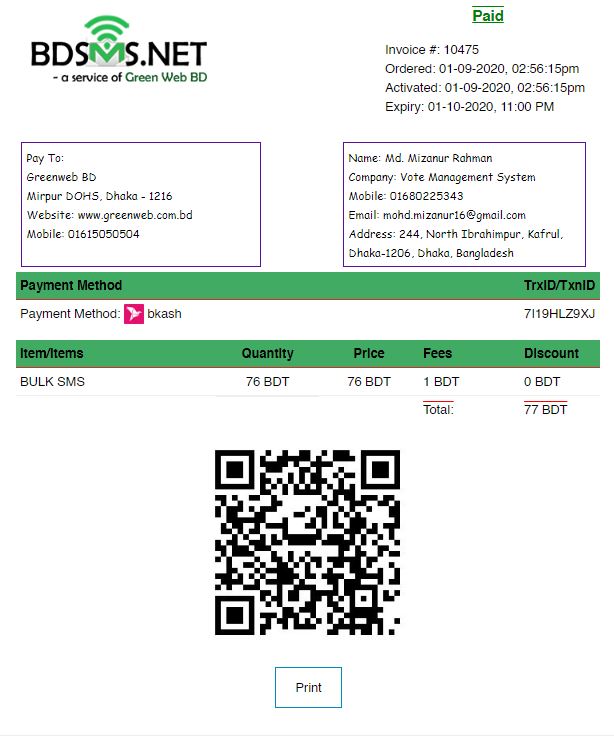 BDSMS.NET
- a service of Green Web BD
Paid
Invoice #: 10475
Ordered: 01-09-2020, 02:56:15pm
Activated: 01-09-2020, 02:56:15pm
Expiry: 01-10-2020, 11:00 PM
Pay To:
Greenweb BD
Mirpur DOHS, Dhaka - 1216
Website: www.greenweb.com.bd
Mobile: 01615050504
Name: Md. Mizanur Rahman
Company: Vote Management System
Mobile: 01680225343
Email: mohd.mizanur16@gmail.com
Address: 244, North Ibrahimpur, Kafrul,
Dhaka-1206, Dhaka, Bangladesh
Payment Method TrxID/TxnID
Payment Method: bkash 7I19HLZ9XJ
Item/Items Quantity Price Fees Discount
BULK SMS 76 BDT 76 BDT 1 BDT 0 BDT
Total: 77 BDT
Print